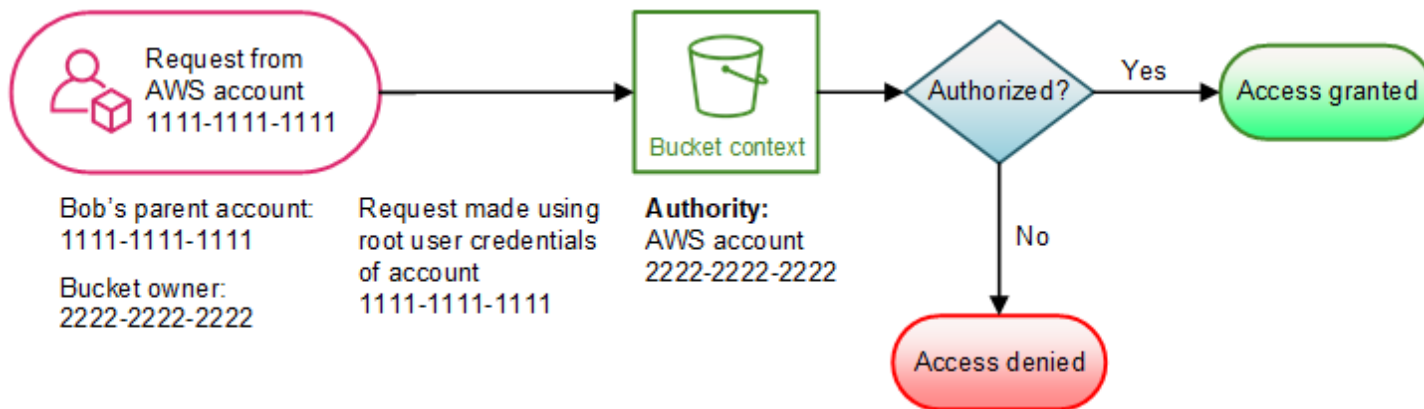 Request from
AWS account
1111-1111-1111
Bucket context
Authorized?
Yes
Access granted
Bob's parent account:
1111-1111-1111
Bucket owner:
2222-2222-2222
Request made using
root user credentials
of account
1111-1111-1111
Authority:
AWS account
2222-2222-2222
No
Access denied